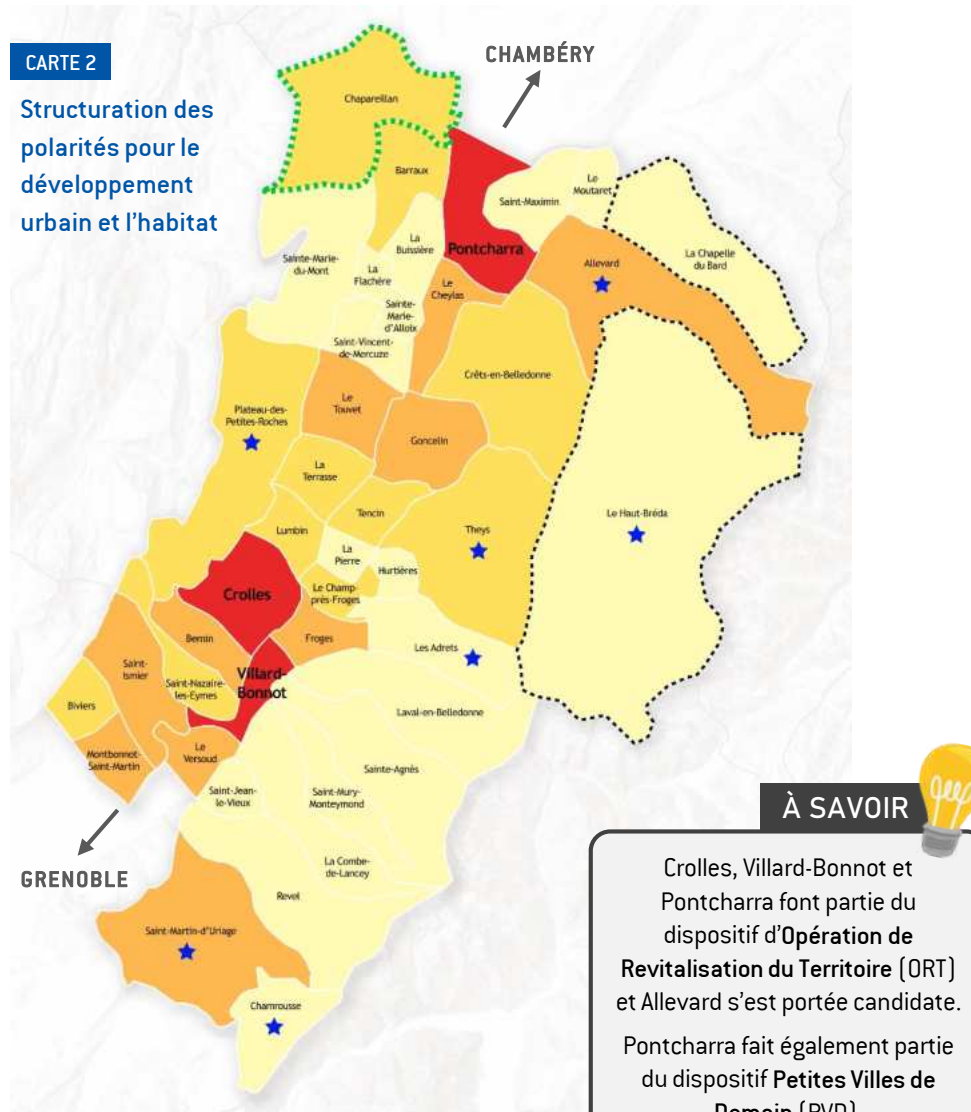 CARTE 2
Structuration des
polarités pour le
développement
urbain et l'habitat
CHAMBÉRY
Chapareillan
Barraux
Le
Moutaret
Saint-Maximin
La
Buissière
Pontcharra
La Chapelle
du Bard
Sainte-Marie-
du-Mont
La
Flachère
Allevard
Le
Cheylas
Sainte-
Marie-
d'Alloix
Saint-Vincent-
de-Mercuze
Crêts-en-Belledonne
Le
Touvet
Plateau-des-
Petites-Roches
Goncelin
La
Terrasse
Tencin
Le Haut-Bréda
Lumbin
Theys
La
Pierre
Hurtières
Crolles
Le Champ-
près-Froges
Bernin
Froges
Les Adrets
Saint-
Ismier
Villard-
Bonnot
Saint-Nazaire-
les-Eymes
Biviers
Laval-en-Belledonne
Montbonnot-
Saint-Martin
Le
Versoud
Sainte-Agnès
Saint-Jean-
le-Vieux
Saint-Mury-
Monteymond
GRENOBLE
La Combe-
de-Lancey
Revel
Saint-Martin-d'Uriage
Chamrousse
À SAVOIR
Crolles, Villard-Bonnot et
Pontcharra font partie du
dispositif d'Opération de
Revitalisation du Territoire (ORT)
et Allevard s'est portée candidate.
Pontcharra fait également partie
du dispositif Petites Villes de
Demain (PVD)